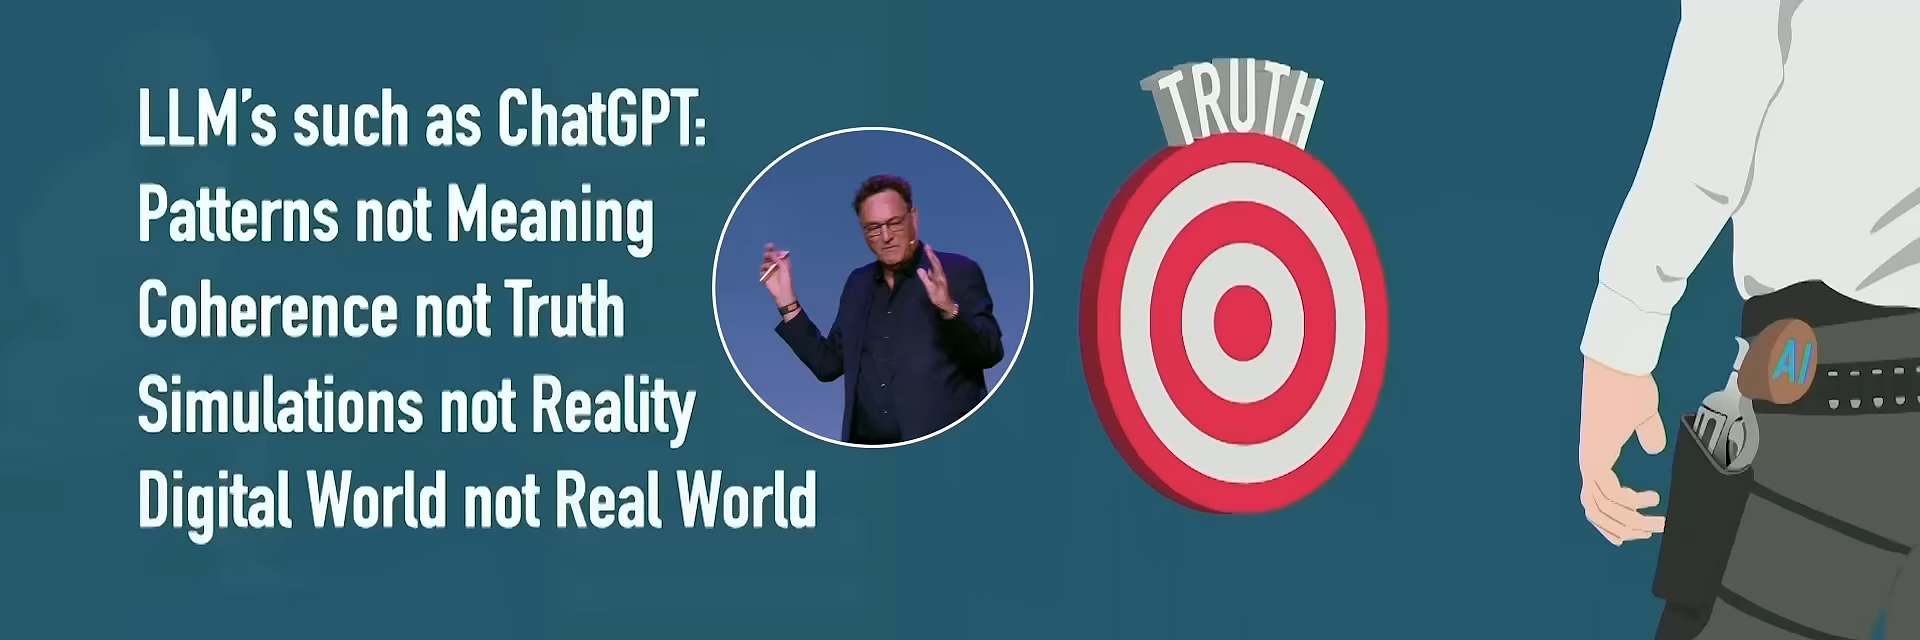 LLM's such as ChatGPT:
Patterns not Meaning
Coherence not Truth
Simulations not Reality
Digital World not Real World
TRUTH
AI